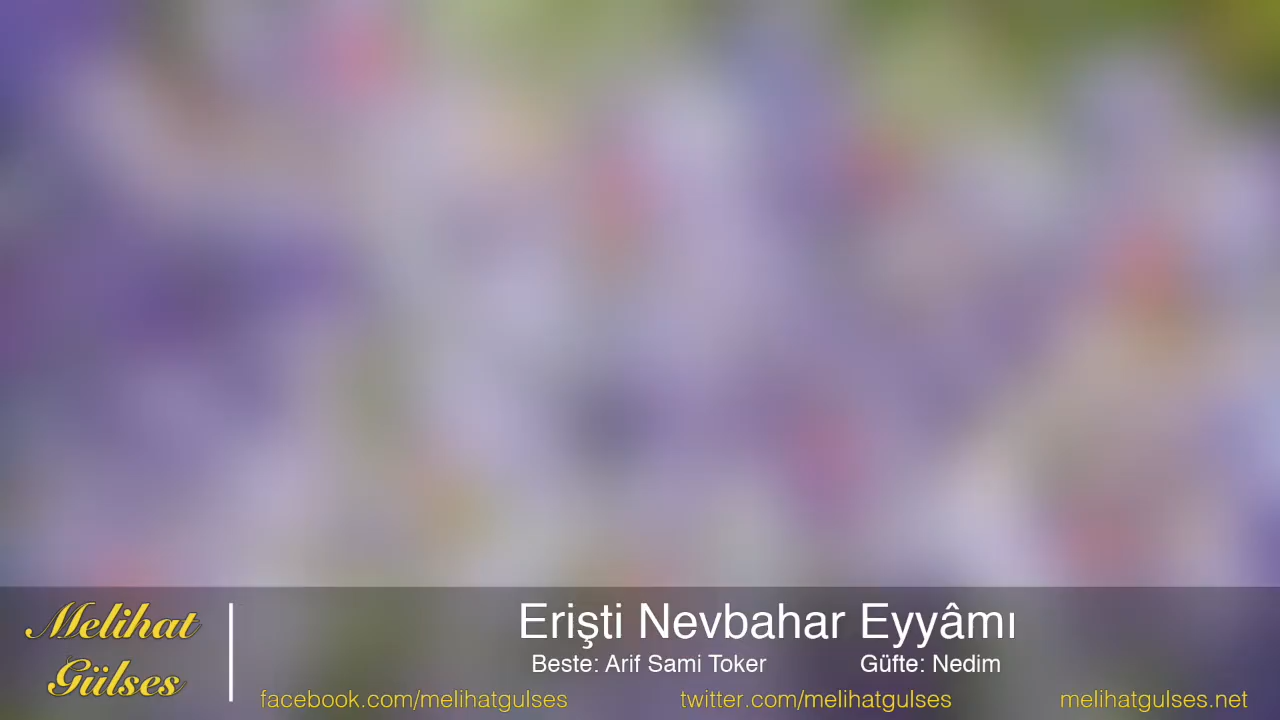 Melihat
Gülses
Erişti Nevbahar Eyyâmı
Beste: Arif Sami Toker Güfte: Nedim
facebook.com/melihatgulses twitter.com/melihatgulses melihatgulses.net